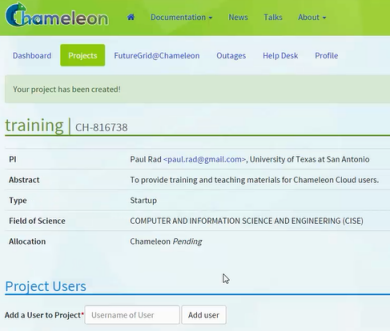 Chameleon Documentation News Talks About
Dashboard Projects FutureGrid@Chameleon Outages Help Desk Profile
Your project has been created!
training | CH-816738
PI Paul Rad <paul.rad@gmail.com>, University of Texas at San Antonio
Abstract To provide training and teaching materials for Chameleon Cloud users.
Type Startup
Field of Science COMPUTER AND INFORMATION SCIENCE AND ENGINEERING (CISE)
Allocation Chameleon Pending
Project Users
Add a User to Project* Username of User Add user